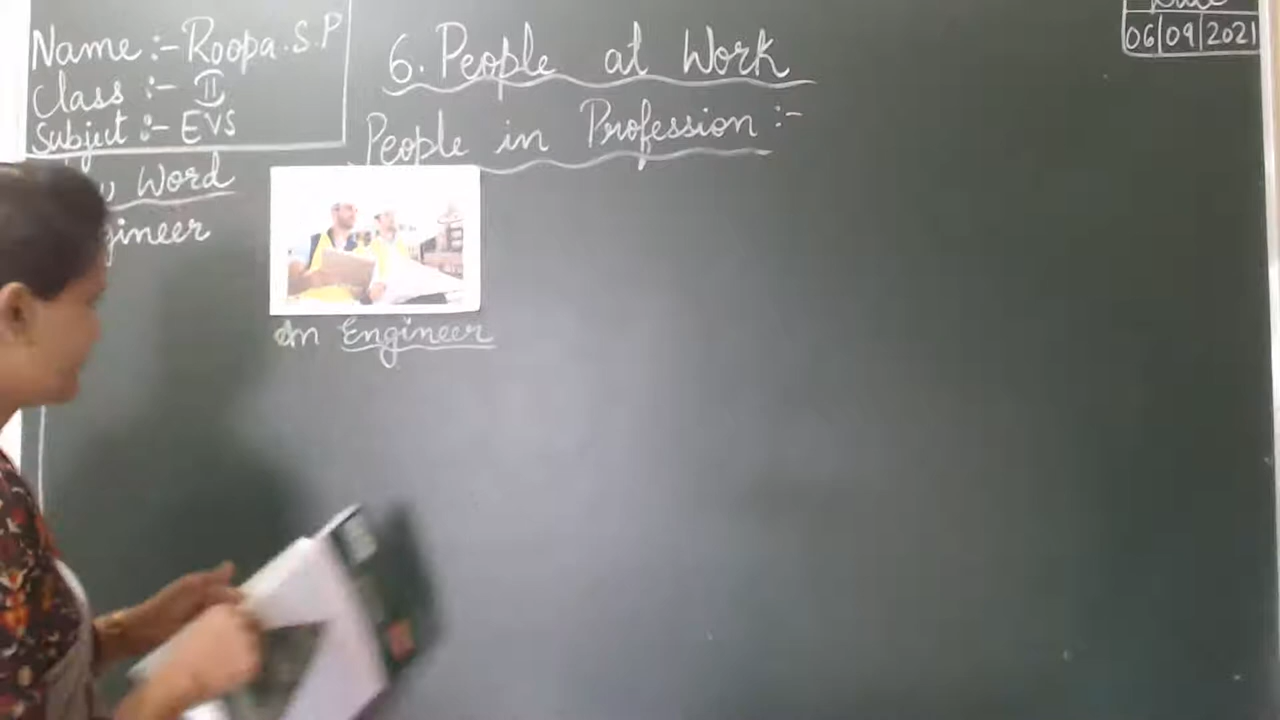 Name :- Roopa.S.P
Class :- II
Subject :- EVS
6. People at Work
People in Profession :-
06|09|2021
Word
gineer
An Engineer